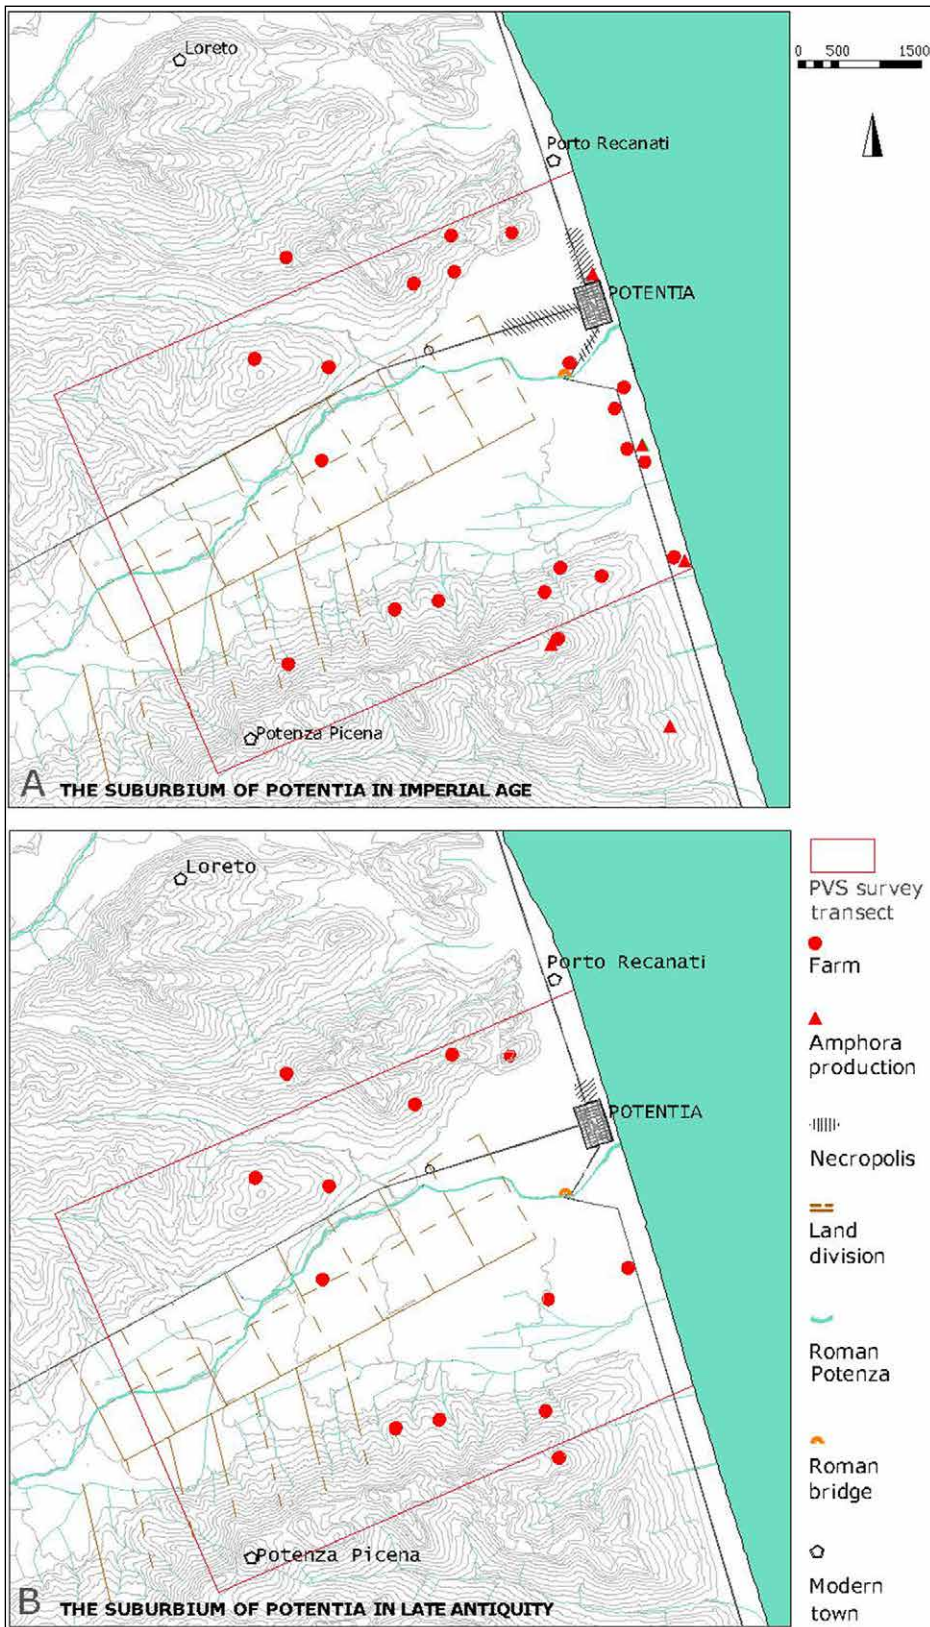 Loreto
0 500 1500
Porto Recanati
POTENTIA
Potenza Picena
A THE SUBURBIUM OF POTENTIA IN IMPERIAL AGE
Loreto
Porto Recanati
POTENTIA
Potenza Picena
B THE SUBURBIUM OF POTENTIA IN LATE ANTIQUITY
PVS survey
transect
Farm
Amphora
production
Necropolis
Land
division
Roman
Potenza
Roman
bridge
Modern
town